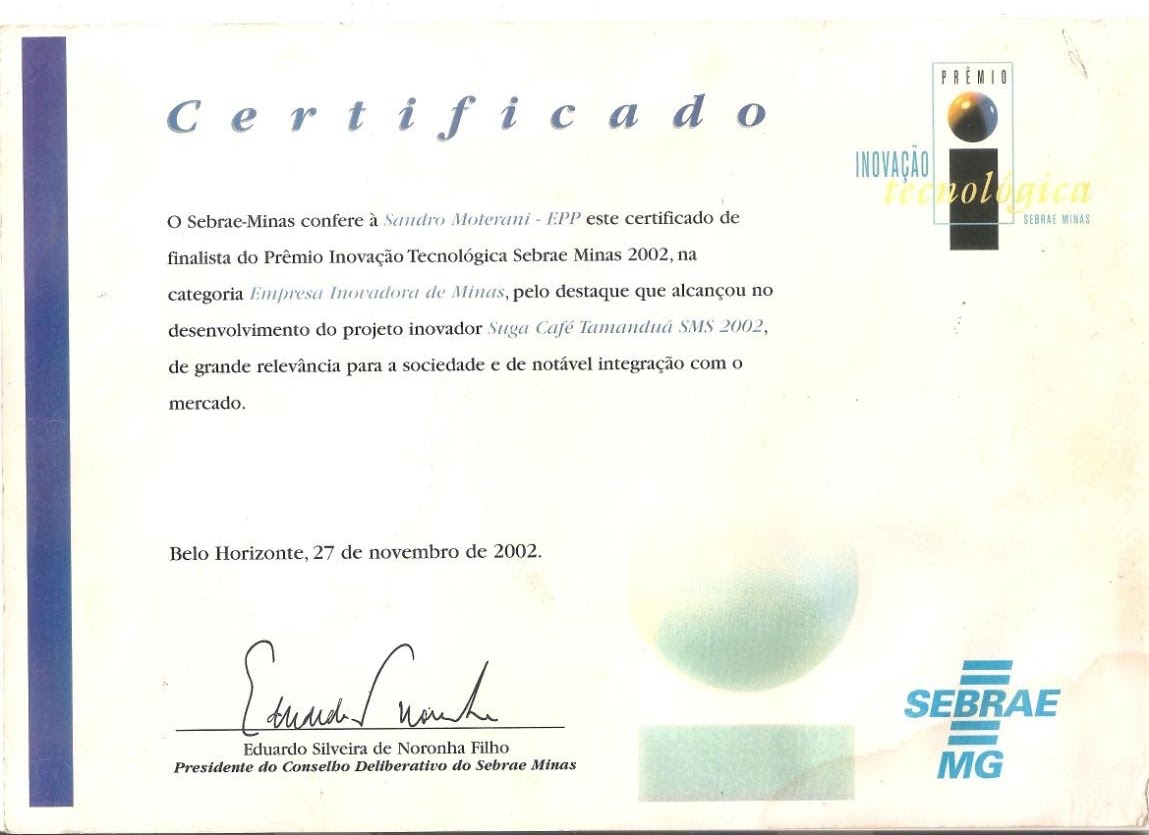 Certificado
PRÊMIO
INOVAÇÃO
tecnológica
SEBRAE MINAS
O Sebrae-Minas confere à Sandro Moterani - EPP este certificado de
finalista do Prêmio Inovação Tecnológica Sebrae Minas 2002, na
categoria Empresa Inovadora de Minas, pelo destaque que alcançou no
desenvolvimento do projeto inovador Suga Café Tamanduá SMS 2002,
de grande relevância para a sociedade e de notável integração com o
mercado.
Belo Horizonte, 27 de novembro de 2002.
Eduardo Noronha
Eduardo Silveira de Noronha Filho
Presidente do Conselho Deliberativo do Sebrae Minas
SEBRAE
MG